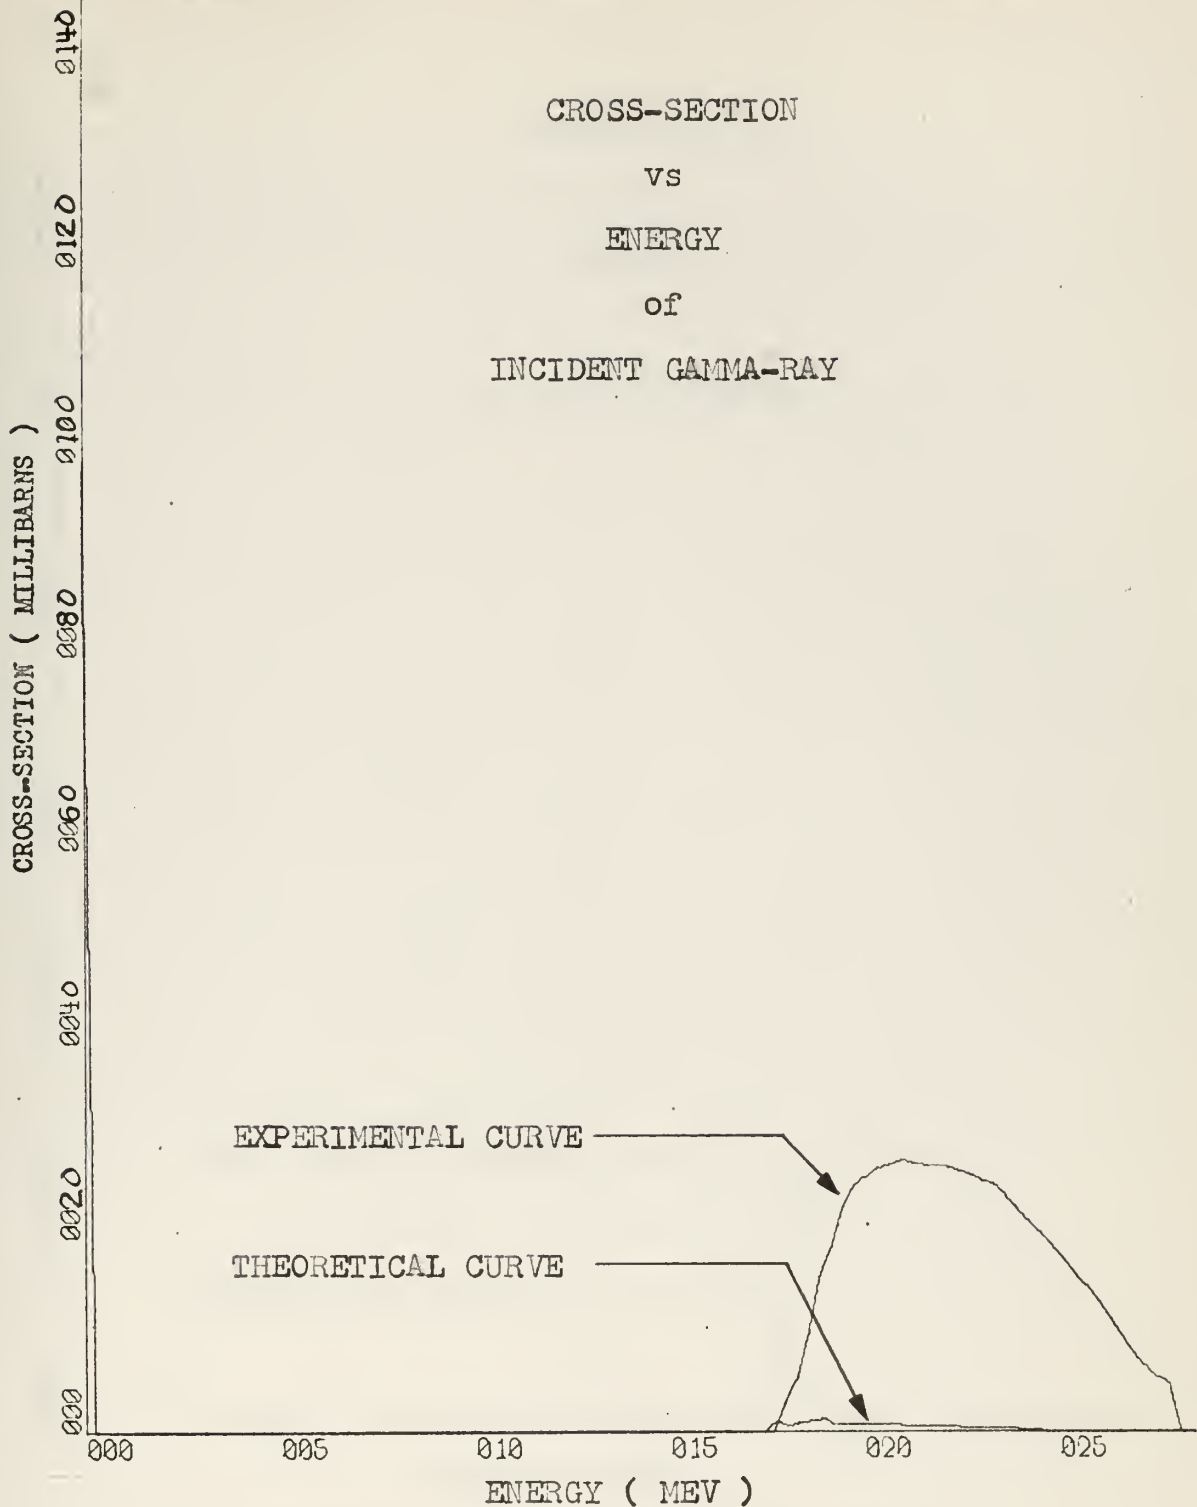 CROSS-SECTION
vs
ENERGY
of
INCIDENT GAMMA-RAY
CROSS-SECTION ( MILLIBARNS )
0140
0120
0100
0080
0060
0040
0020
000
EXPERIMENTAL CURVE
THEORETICAL CURVE
000 005 010 015 020 025
ENERGY ( MEV )